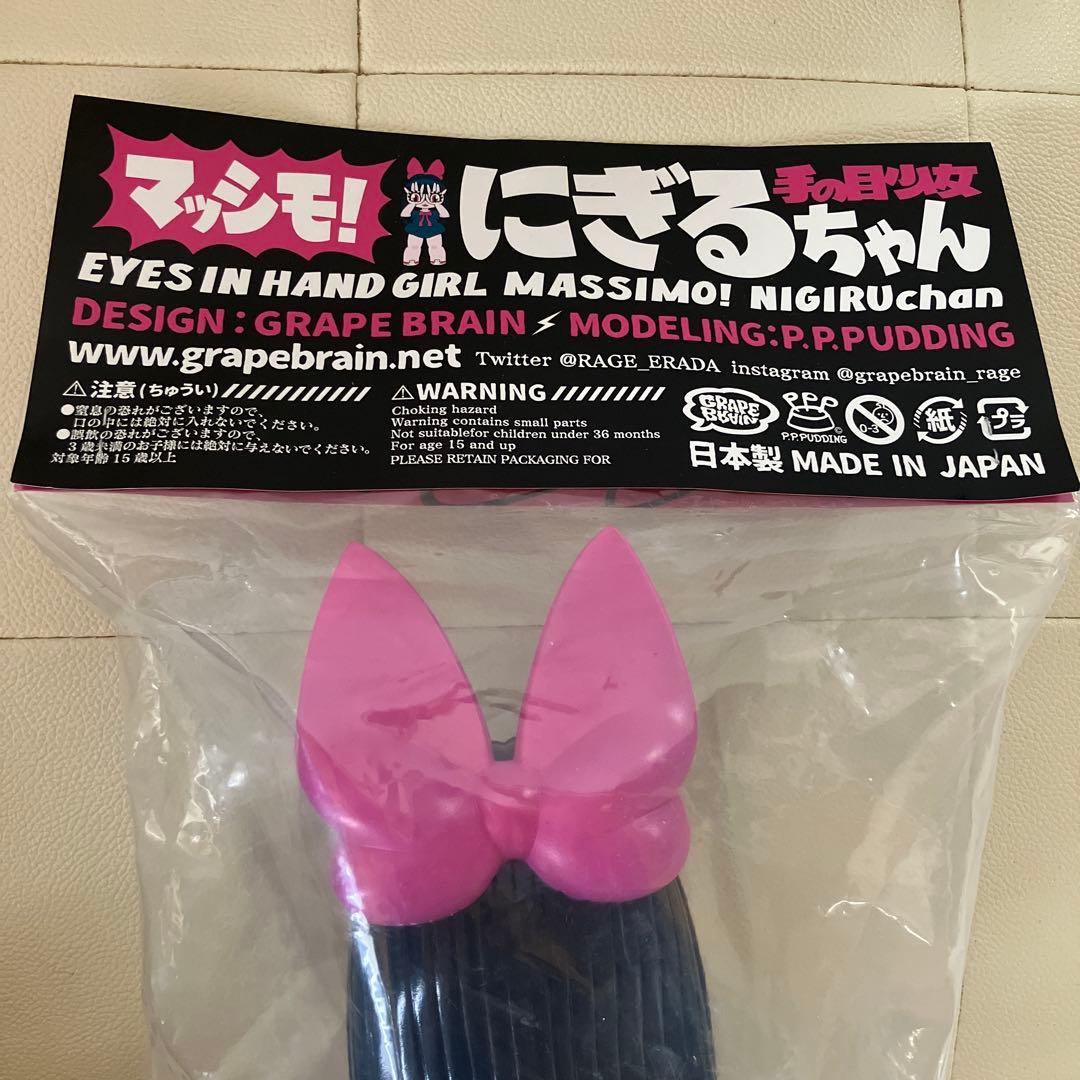 マッシモ!
にぎるちゃん
手の目少女
EYES IN HAND GIRL MASSIMO! NIGIRUchan
DESIGN:GRAPE BRAIN⚡MODELING:P.P.PUDDING
www.grapebrain.net Twitter @RAGE_ERADA instagram @grapebrain_rage
⚠注意(ちゅうい)////////////
●窒息の恐れがございますので、
口の中には絶対に入れないでください。
●誤飲の恐れがございますので、
3歳未満のお子様には絶対に与えないでください。
対象年齢15歳以上
⚠WARNING//////////
Choking hazard
Warning contains small parts
Not suitablefor children under 36 months
For age 15 and up
PLEASE RETAIN PACKAGING FOR
GRAPE BRAIN
P.P.PUDDING ©
0-3
紙
プラ
日本製 MADE IN JAPAN